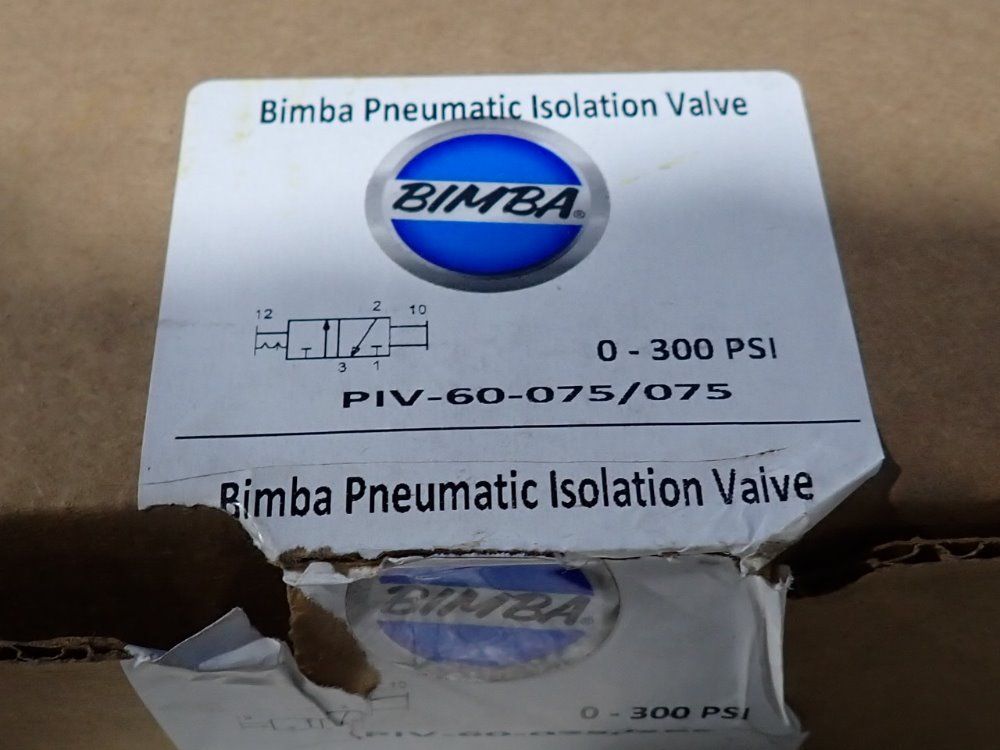 Bimba Pneumatic Isolation Valve
BIMBA®
12 2 10
3 1
0 - 300 PSI
PIV-60-075/075
Bimba Pneumatic Isolation Valve
BIMBA®
10
0 - 300 PSI